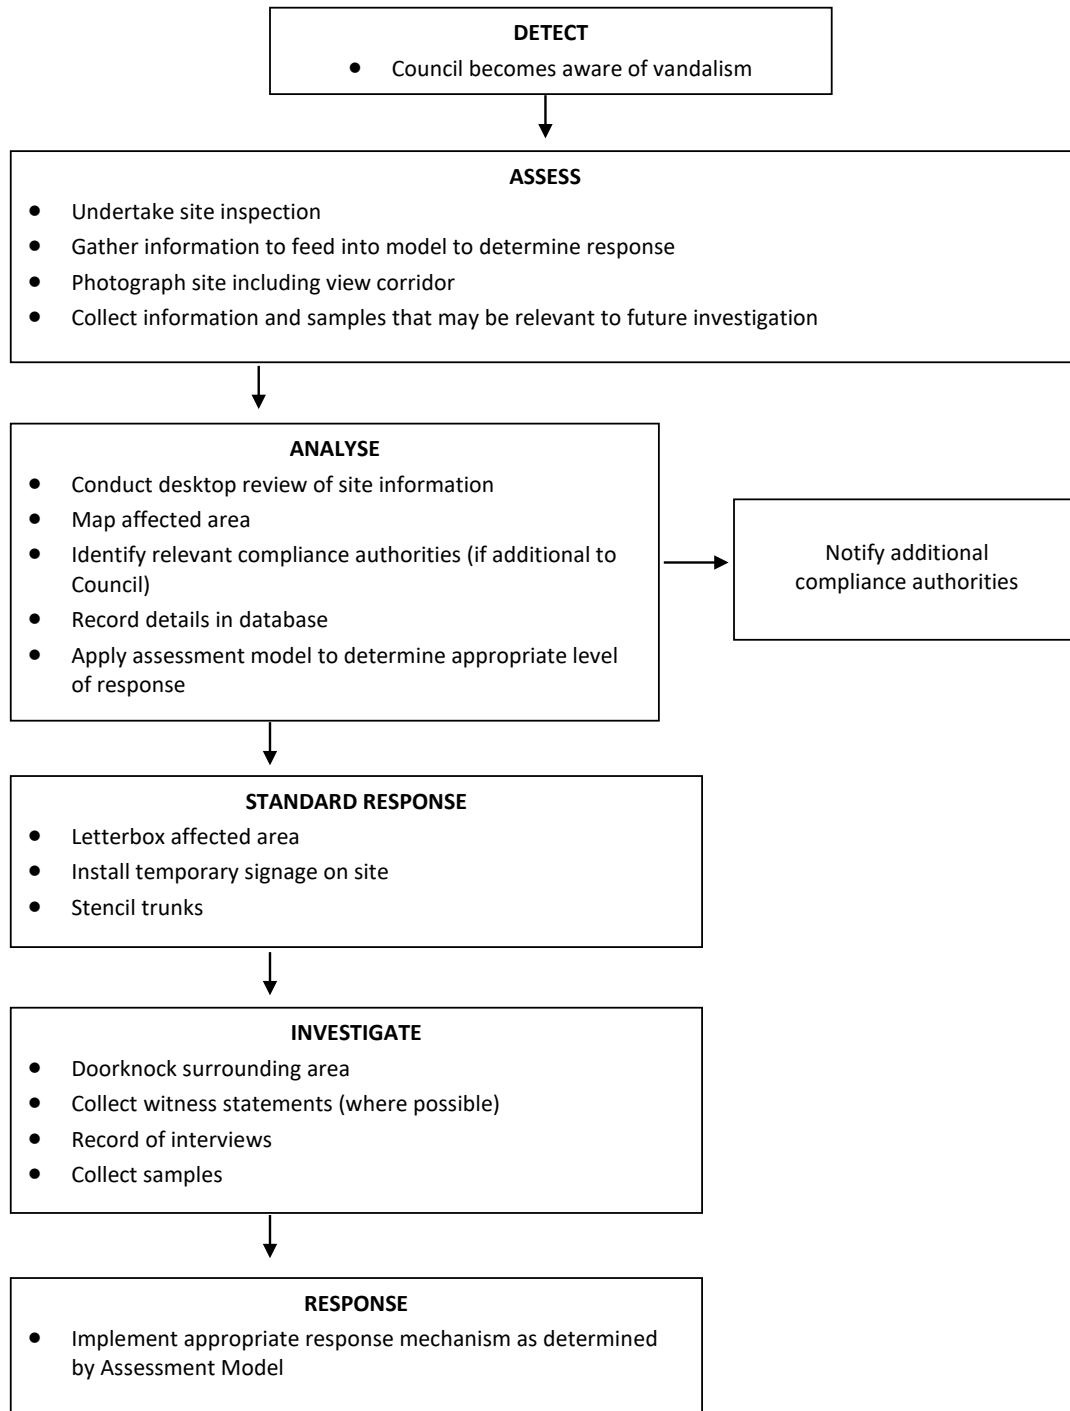 DETECT
● Council becomes aware of vandalism
ASSESS
● Undertake site inspection
● Gather information to feed into model to determine response
● Photograph site including view corridor
● Collect information and samples that may be relevant to future investigation
ANALYSE
● Conduct desktop review of site information
● Map affected area
● Identify relevant compliance authorities (if additional to
Council)
● Record details in database
● Apply assessment model to determine appropriate level
of response
Notify additional
compliance authorities
STANDARD RESPONSE
● Letterbox affected area
● Install temporary signage on site
● Stencil trunks
INVESTIGATE
● Doorknock surrounding area
● Collect witness statements (where possible)
● Record of interviews
● Collect samples
RESPONSE
● Implement appropriate response mechanism as determined
by Assessment Model